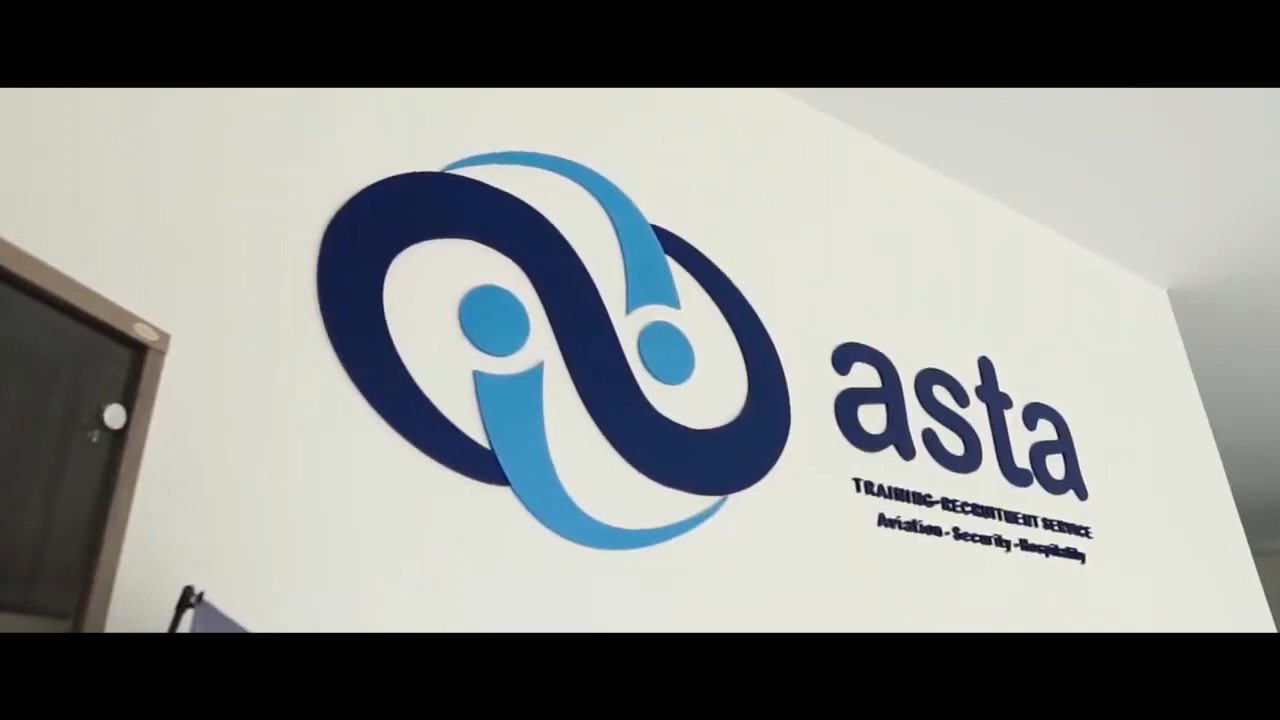 asta
TRAINING-RECRUITMENT SERVICE
Aviation - Security - Hospitality